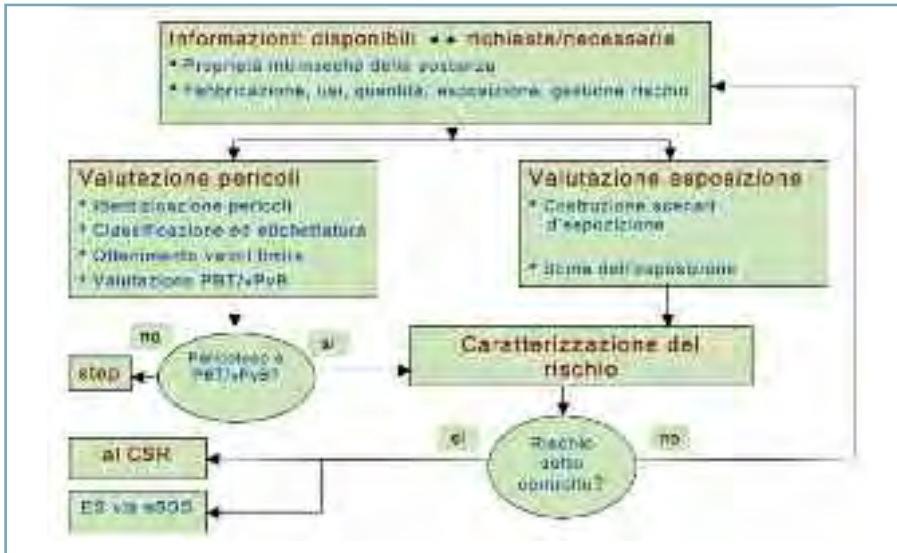 Informazioni: disponibili ↔ richieste/necessarie
* Proprietà intrinseche della sostanza
* Fabbricazione, usi, quantità, esposizione, gestione rischio
Valutazione pericoli
* Identificazione pericoli
* Classificazione ed etichettatura
* Ottenimento valori limite
* Valutazione PBT/vPvB
Valutazione esposizione
* Costruzione scenari
d'esposizione
* Stima dell'esposizione
no
si
Pericoloso o
PBT/vPvB?
stop
Caratterizzazione del
rischio
si
no
Rischio
sotto
controllo?
al CSR
ES via eSDS